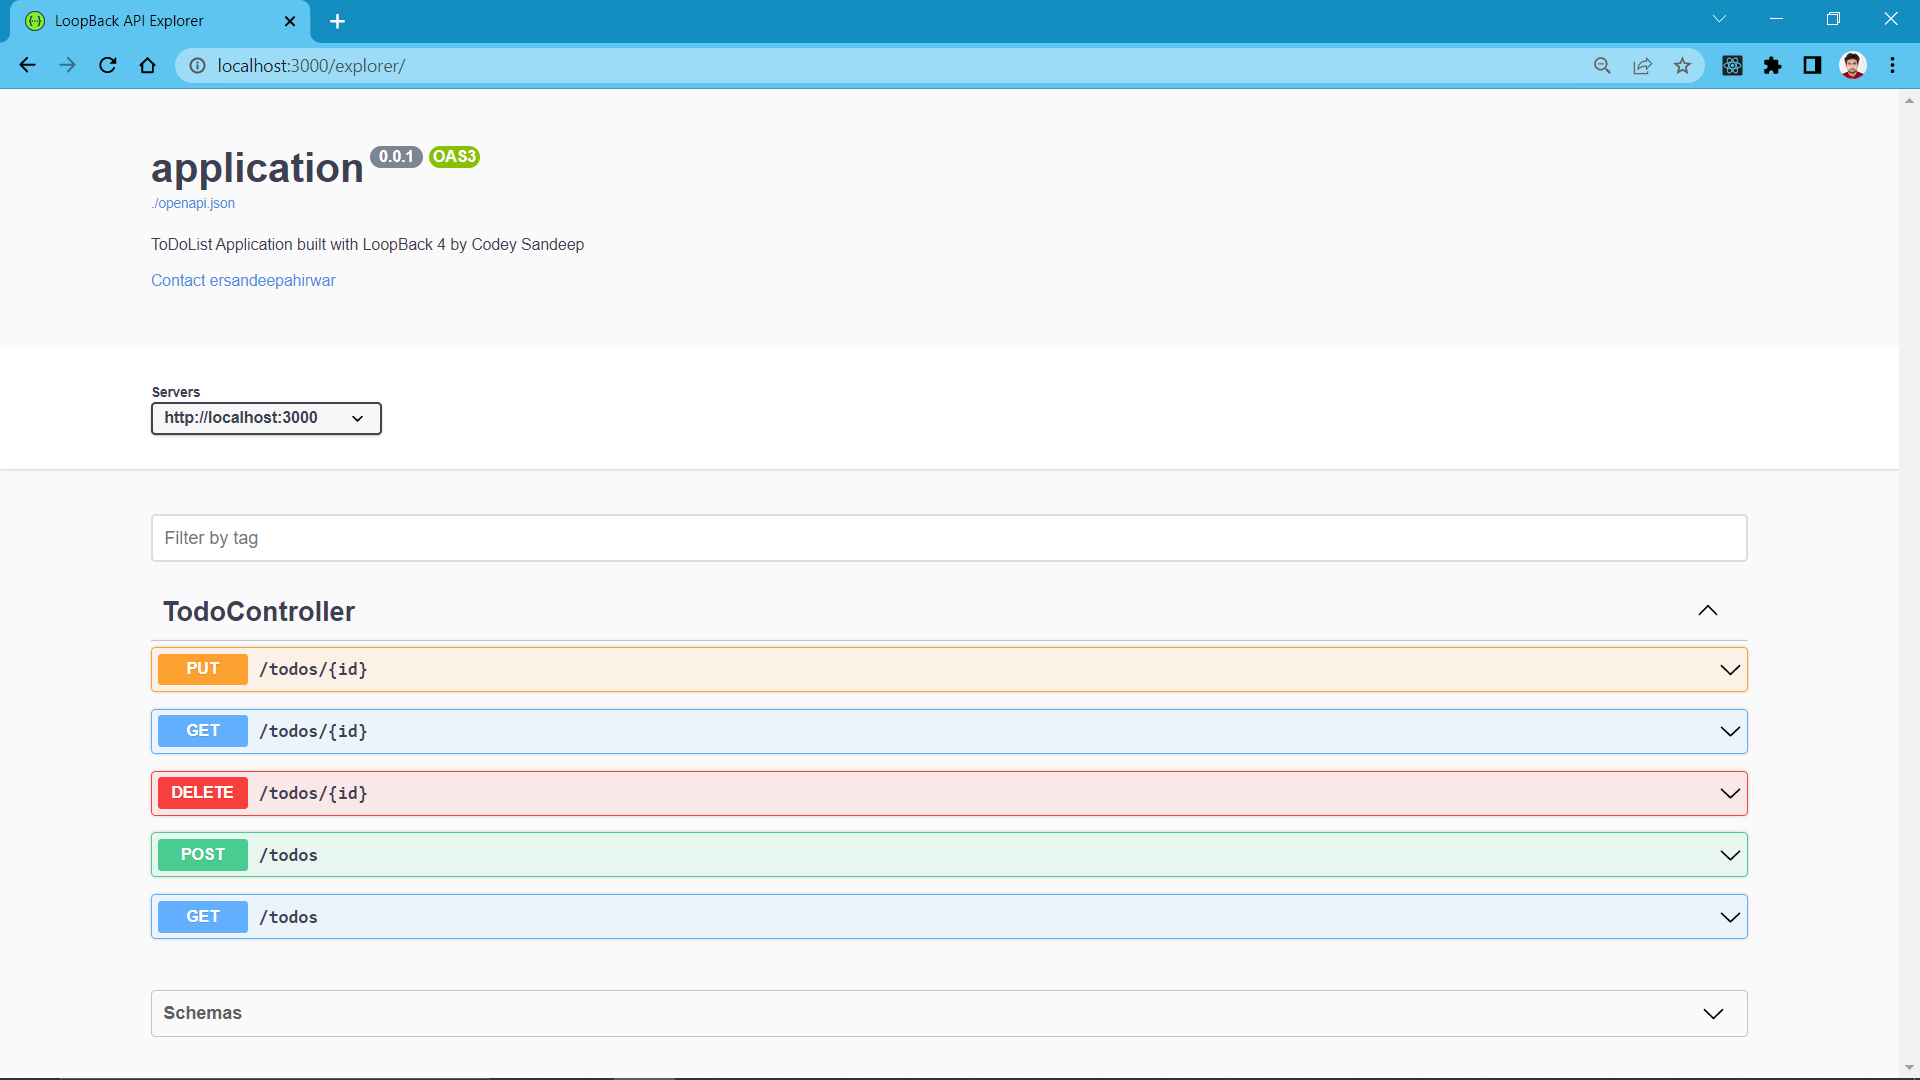 LoopBack API Explorer
localhost:3000/explorer/
application 0.0.1 OAS3
./openapi.json
ToDoList Application built with LoopBack 4 by Codey Sandeep
Contact ersandeepahirwar
Servers
http://localhost:3000
Filter by tag
TodoController
PUT /todos/{id}
GET /todos/{id}
DELETE /todos/{id}
POST /todos
GET /todos
Schemas